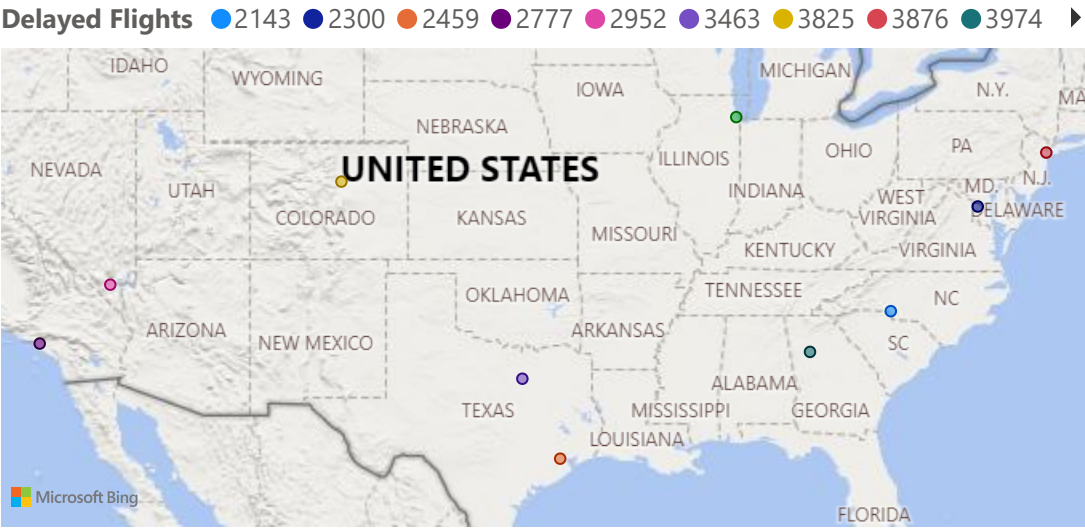 Delayed Flights 2143 2300 2459 2777 2952 3463 3825 3876 3974
IDAHO
WYOMING
IOWA
MICHIGAN
N.Y.
MA
NEBRASKA
NEVADA
UTAH
UNITED STATES
ILLINOIS
OHIO
PA
N.J.
INDIANA
MD.
COLORADO
KANSAS
WEST
VIRGINIA
DELAWARE
MISSOURI
KENTUCKY
VIRGINIA
OKLAHOMA
TENNESSEE
NC
ARIZONA
NEW MEXICO
ARKANSAS
SC
TEXAS
ALABAMA
MISSISSIPPI
GEORGIA
LOUISIANA
Microsoft Bing
FLORIDA